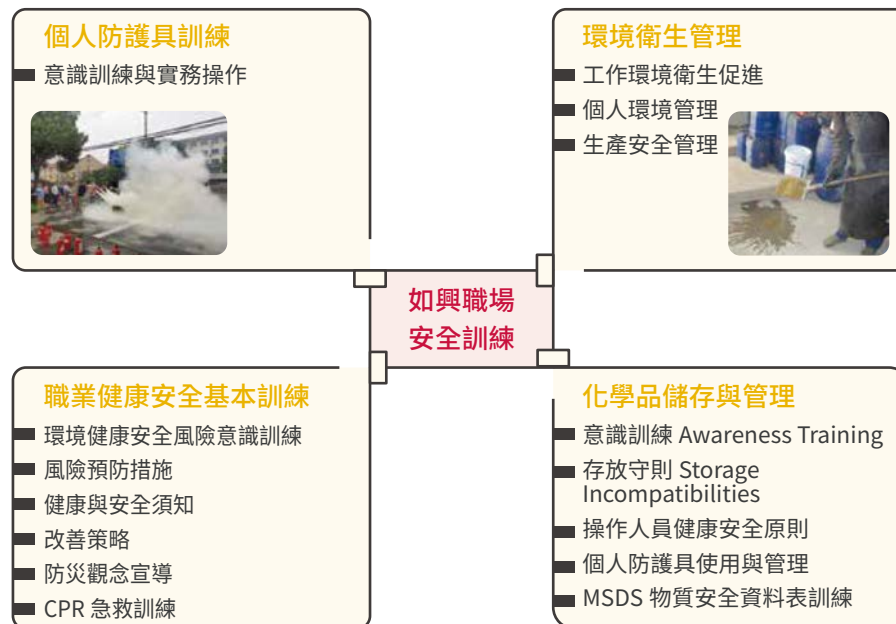 個人防護具訓練
意識訓練與實務操作
環境衛生管理
工作環境衛生促進
個人環境管理
生產安全管理
如興職場
安全訓練
職業健康安全基本訓練
環境健康安全風險意識訓練
風險預防措施
健康與安全須知
改善策略
防災觀念宣導
CPR 急救訓練
化學品儲存與管理
意識訓練 Awareness Training
存放守則 Storage
Incompatibilities
操作人員健康安全原則
個人防護具使用與管理
MSDS 物質安全資料表訓練